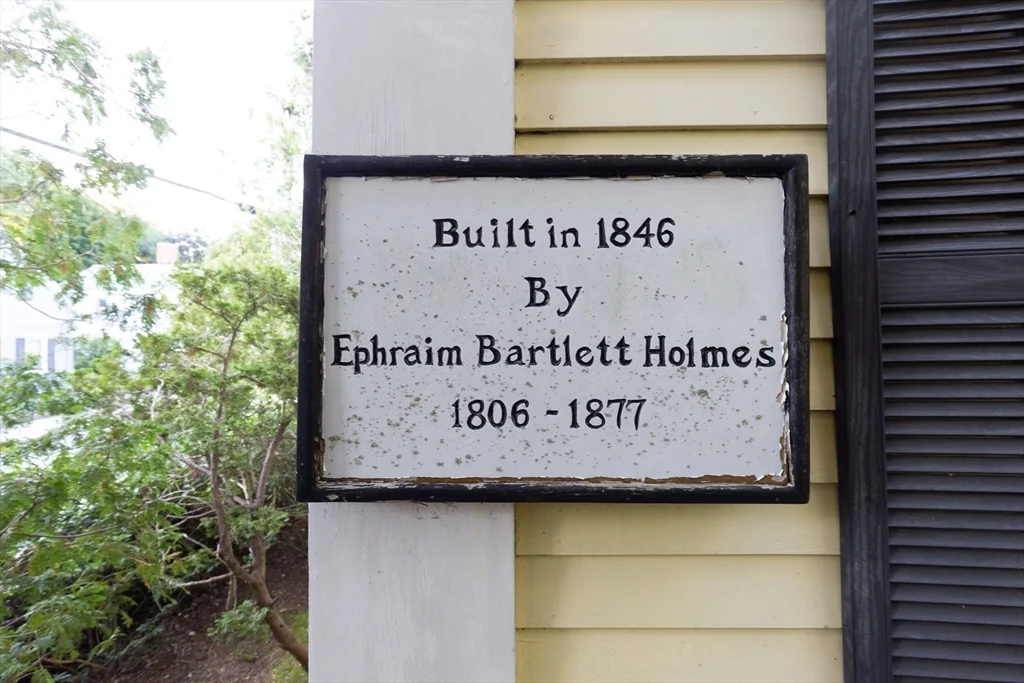 Built in 1846
By
Ephraim Bartlett Holmes
1806 - 1877